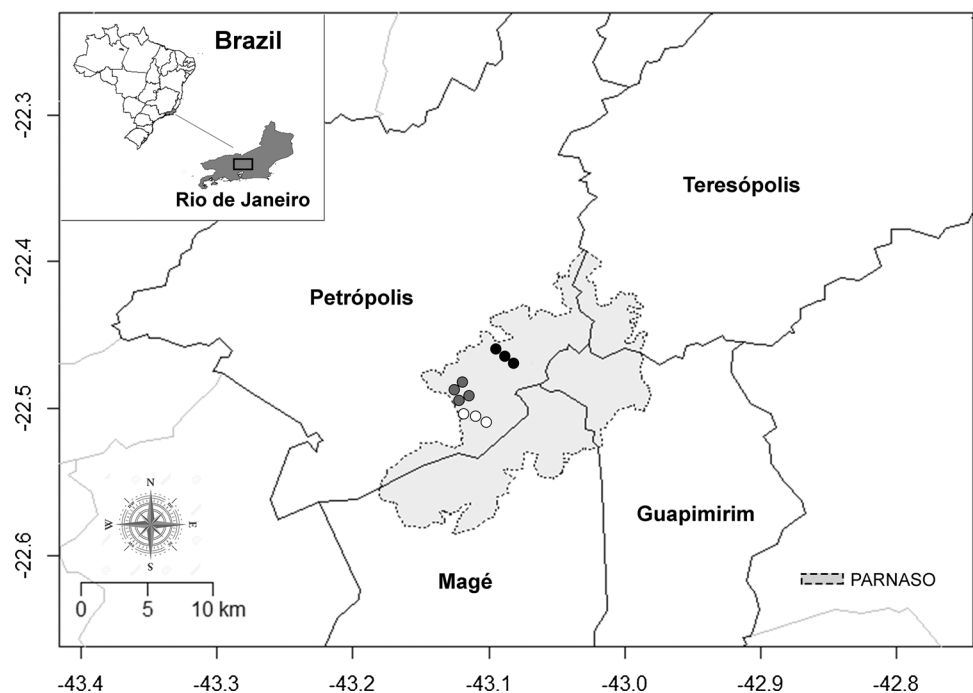 Brazil
Rio de Janeiro
Teresópolis
Petrópolis
Guapimirim
Magé
PARNASO
N
W
E
S
0 5 10 km
-22.3
-22.4
-22.5
-22.6
-43.4 -43.3 -43.2 -43.1 -43.0 -42.9 -42.8